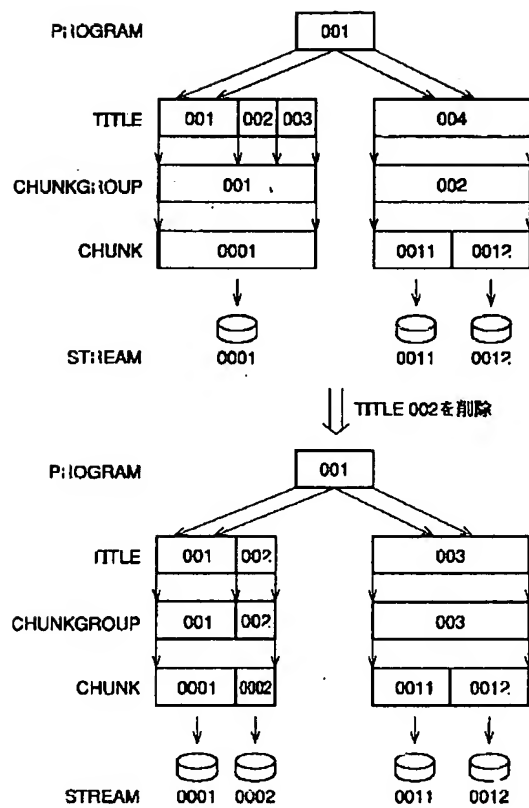 PROGRAM 001
TITLE 001 002 003 004
CHUNKGROUP 001 002
CHUNK 0001 0011 0012
STREAM 0001 0011 0012
TITLE 002を削除
PROGRAM 001
TITLE 001 002 003
CHUNKGROUP 001 002 003
CHUNK 0001 0002 0011 0012
STREAM 0001 0002 0011 0012